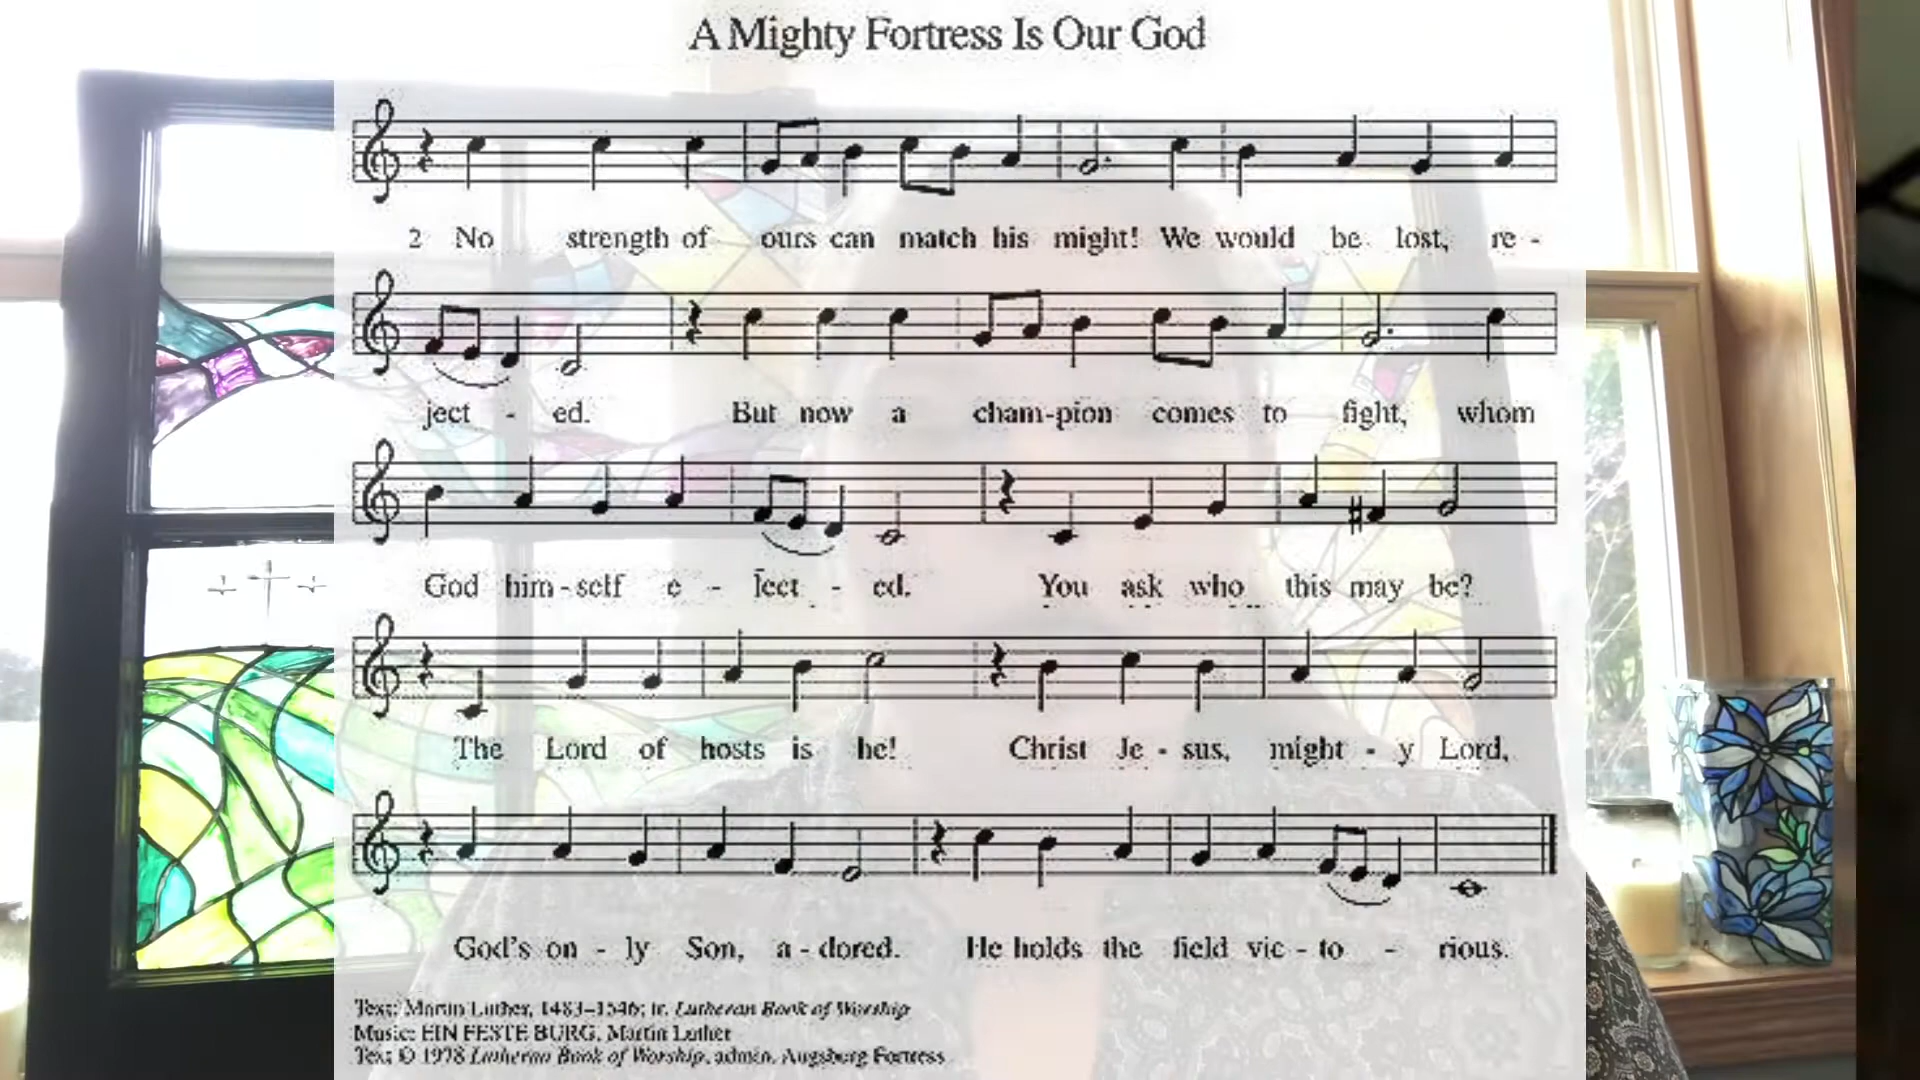 A Mighty Fortress Is Our God
2 No strength of ours can match his might! We would be lost, re -
ject - ed. But now a cham-pion comes to fight, whom
God him-self e - lect - ed. You ask who this may be?
The Lord of hosts is he! Christ Je - sus, might - y Lord,
God's on - ly Son, a - dored. He holds the field vic - to - rious.
Text: Martin Luther, 1483–1546; tr. Lutheran Book of Worship
Music: EIN FESTE BURG, Martin Luther
Text © 1978 Lutheran Book of Worship, admin. Augsburg Fortress